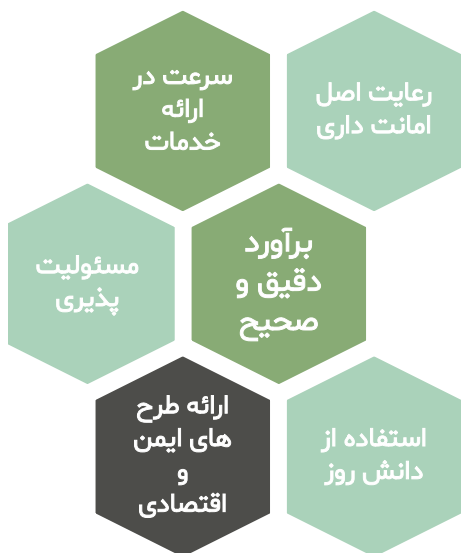 رعایت اصل
امانت داری
سرعت در
ارائه
خدمات
برآورد
دقیق و
صحیح
مسئولیت
پذیری
استفاده از
دانش روز
ارائه طرح
های ایمن
و
اقتصادی